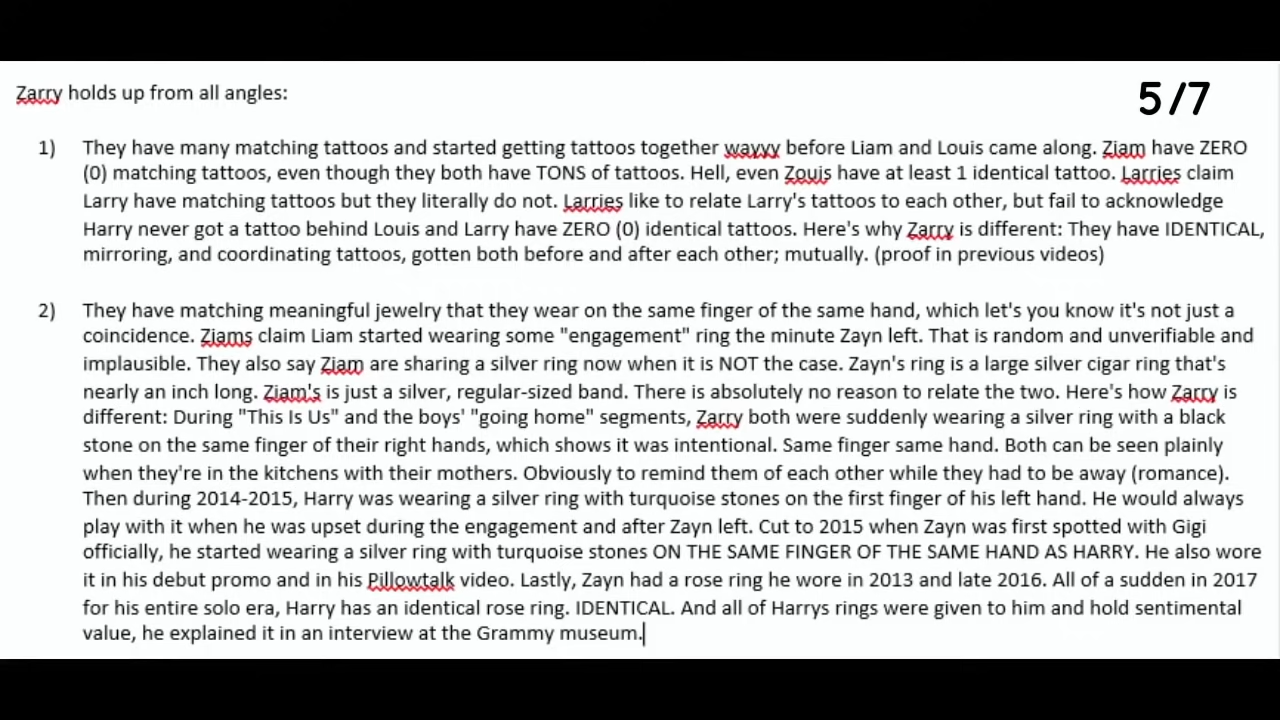 Zarry holds up from all angles:
5/7
1) They have many matching tattoos and started getting tattoos together wayyy before Liam and Louis came along. Ziam have ZERO
(0) matching tattoos, even though they both have TONS of tattoos. Hell, even Zouis have at least 1 identical tattoo. Larries claim
Larry have matching tattoos but they literally do not. Larries like to relate Larry's tattoos to each other, but fail to acknowledge
Harry never got a tattoo behind Louis and Larry have ZERO (0) identical tattoos. Here's why Zarry is different: They have IDENTICAL,
mirroring, and coordinating tattoos, gotten both before and after each other; mutually. (proof in previous videos)
2) They have matching meaningful jewelry that they wear on the same finger of the same hand, which let's you know it's not just a
coincidence. Ziams claim Liam started wearing some "engagement" ring the minute Zayn left. That is random and unverifiable and
implausible. They also say Ziam are sharing a silver ring now when it is NOT the case. Zayn's ring is a large silver cigar ring that's
nearly an inch long. Ziam's is just a silver, regular-sized band. There is absolutely no reason to relate the two. Here's how Zarry is
different: During "This Is Us" and the boys' "going home" segments, Zarry both were suddenly wearing a silver ring with a black
stone on the same finger of their right hands, which shows it was intentional. Same finger same hand. Both can be seen plainly
when they're in the kitchens with their mothers. Obviously to remind them of each other while they had to be away (romance).
Then during 2014-2015, Harry was wearing a silver ring with turquoise stones on the first finger of his left hand. He would always
play with it when he was upset during the engagement and after Zayn left. Cut to 2015 when Zayn was first spotted with Gigi
officially, he started wearing a silver ring with turquoise stones ON THE SAME FINGER OF THE SAME HAND AS HARRY. He also wore
it in his debut promo and in his Pillowtalk video. Lastly, Zayn had a rose ring he wore in 2013 and late 2016. All of a sudden in 2017
for his entire solo era, Harry has an identical rose ring. IDENTICAL. And all of Harrys rings were given to him and hold sentimental
value, he explained it in an interview at the Grammy museum.